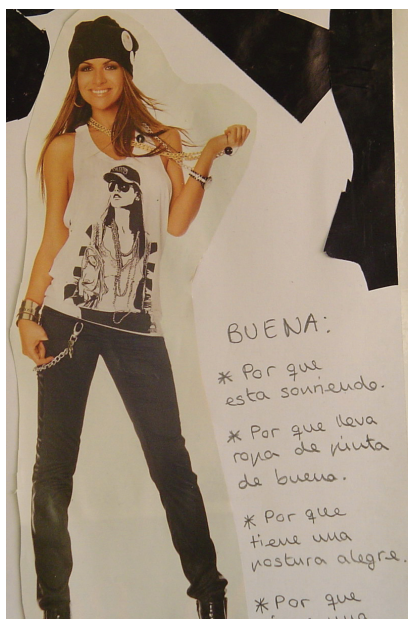 BUENA:
* Por que
esta sonriendo.
* Por que lleva
ropa de pinta
de buena.
* Por que
tiene una
postura alegre.
* Por que